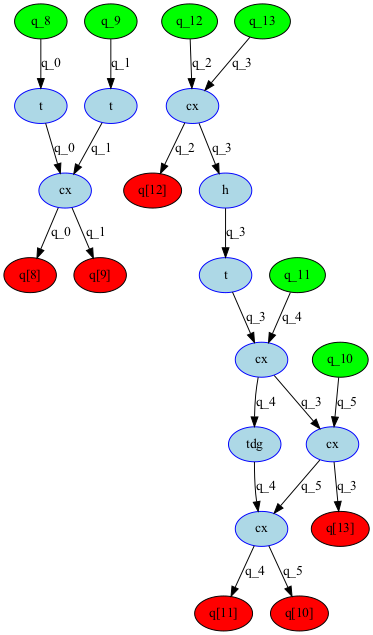 q_8 q_9 q_12 q_13
q_0 q_1 q_2 q_3
t t cx
q_0 q_1 q_2 q_3
cx q[12] h
q_0 q_1 q_3
q[8] q[9] t q_11
q_3 q_4
cx q_10
q_4 q_3 q_5
tdg cx
q_4 q_5 q_3
cx q[13]
q_4 q_5
q[11] q[10]